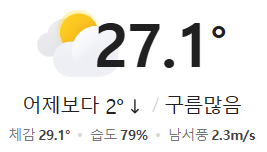 27.1°
어제보다 2° ↓ / 구름많음
체감 29.1° • 습도 79% • 남서풍 2.3m/s